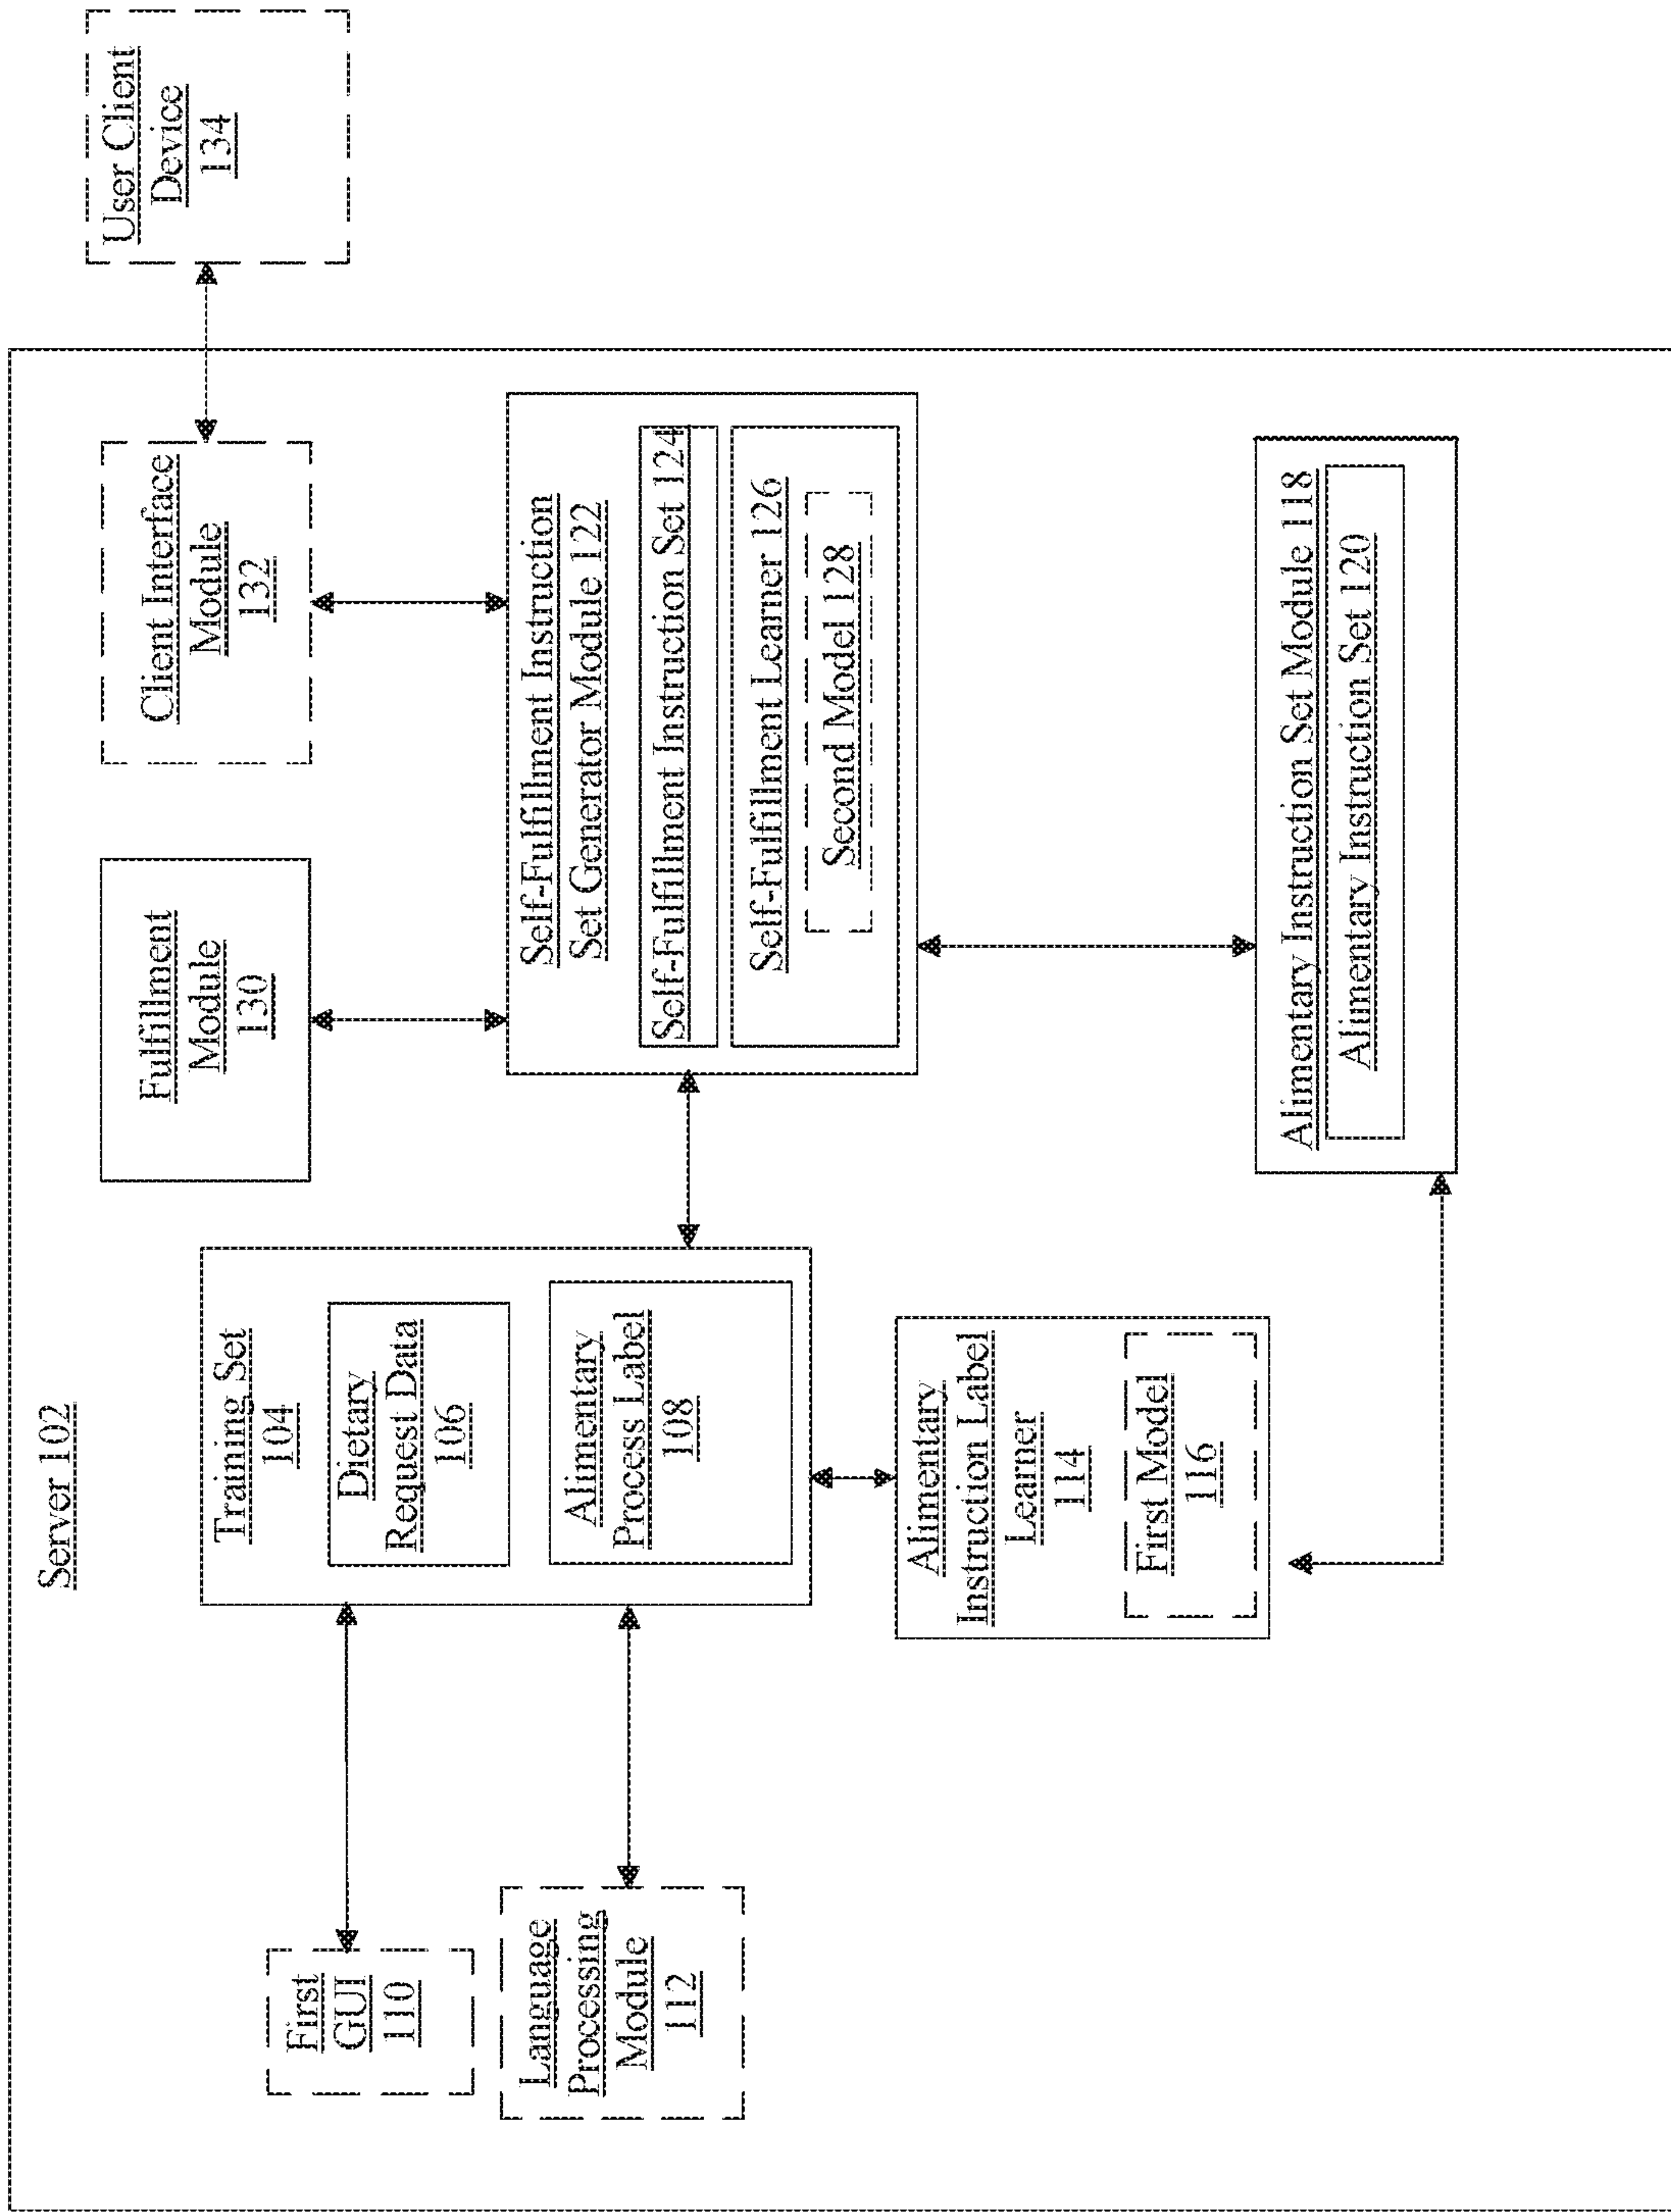 Server 102
First
GUI
110
Language
Processing
Module
112
Training Set
104
Dietary
Request Data
106
Alimentary
Process Label
108
Alimentary
Instruction Label
Learner
114
First Model
116
Fulfillment
Module
130
Client Interface
Module
132
User Client
Device
134
Self-Fulfillment Instruction
Set Generator Module 122
Self-Fulfillment Instruction Set 124
Self-Fulfillment Learner 126
Second Model 128
Alimentary Instruction Set Module 118
Alimentary Instruction Set 120